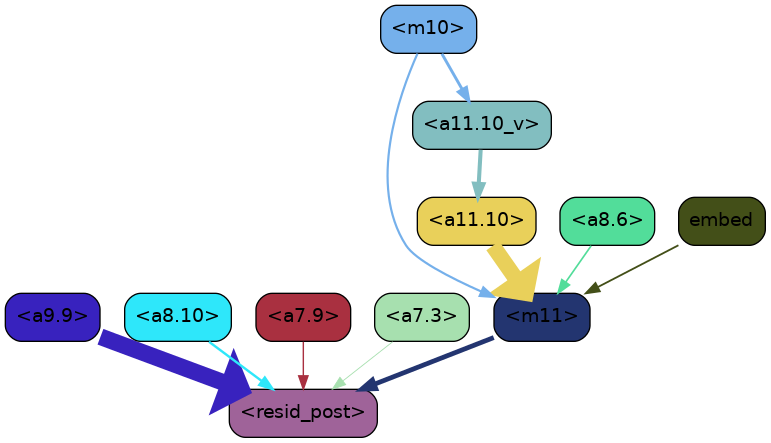 <m10>
<a11.10_v>
<a11.10>
<a8.6>
embed
<a9.9>
<a8.10>
<a7.9>
<a7.3>
<m11>
<resid_post>